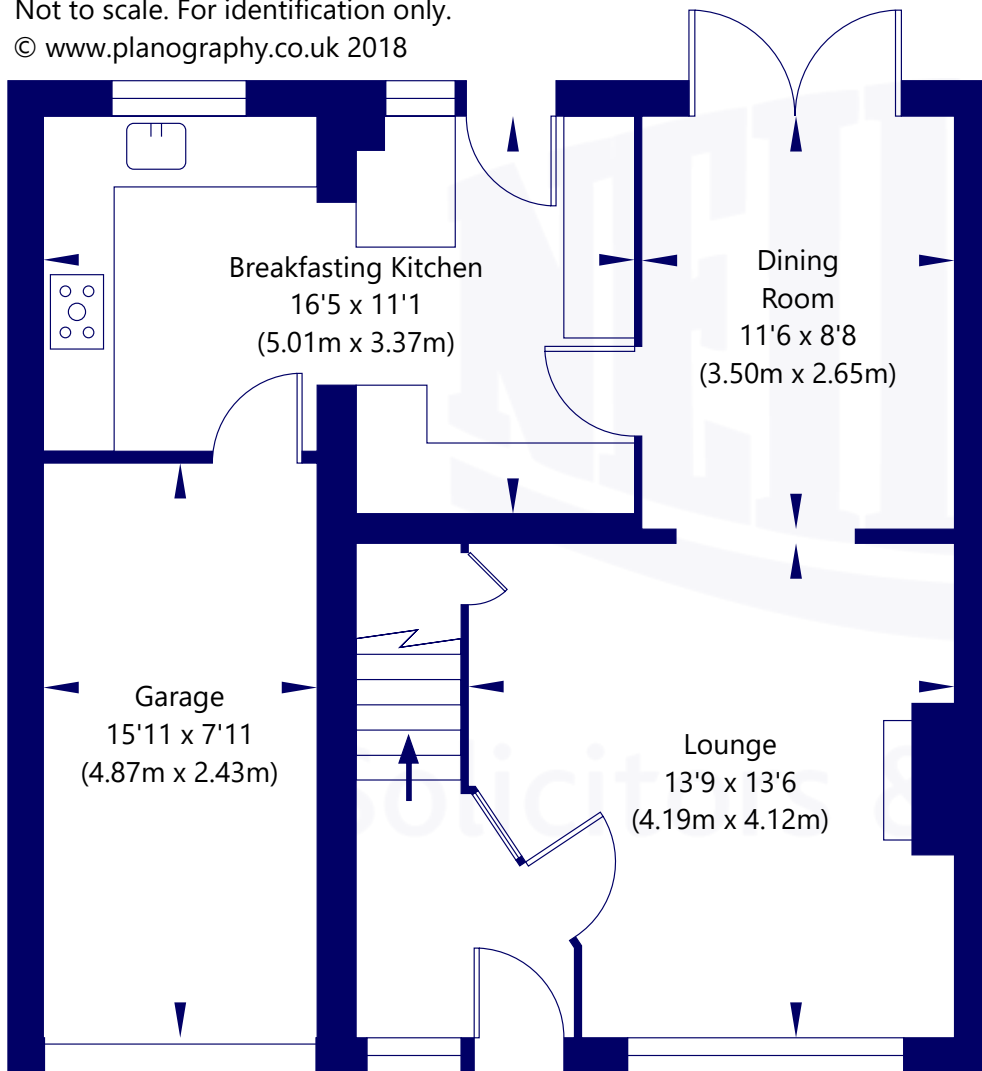 Not to scale. For identification only.
© www.planography.co.uk 2018
Breakfasting Kitchen
16'5 x 11'1
(5.01m x 3.37m)
Dining
Room
11'6 x 8'8
(3.50m x 2.65m)
Garage
15'11 x 7'11
(4.87m x 2.43m)
Lounge
13'9 x 13'6
(4.19m x 4.12m)
NEI
Solicitors &